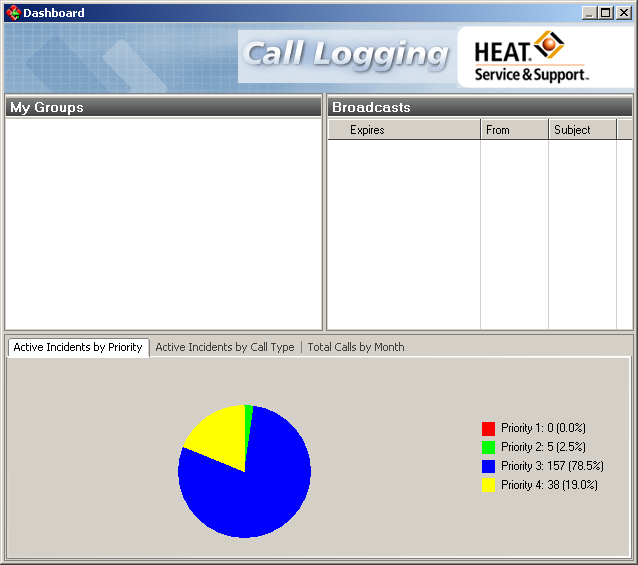 Dashboard
Call Logging
HEAT
Service & Support
My Groups
Broadcasts
Expires From Subject
Active Incidents by Priority Active Incidents by Call Type Total Calls by Month
Priority 1: 0 (0.0%)
Priority 2: 5 (2.5%)
Priority 3: 157 (78.5%)
Priority 4: 38 (19.0%)